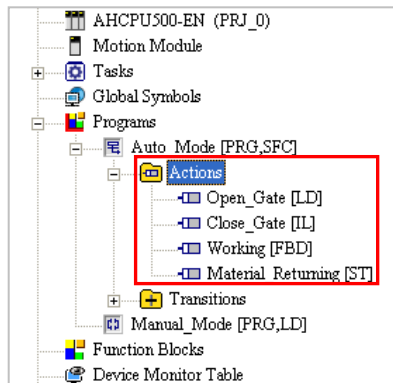 AHCPU500-EN (PRJ_0)
Motion Module
Tasks
Global Symbols
Programs
Auto_Mode [PRG,SFC]
Actions
Open_Gate [LD]
Close_Gate [IL]
Working [FBD]
Material_Returning [ST]
Transitions
Manual_Mode [PRG,LD]
Function Blocks
Device Monitor Table